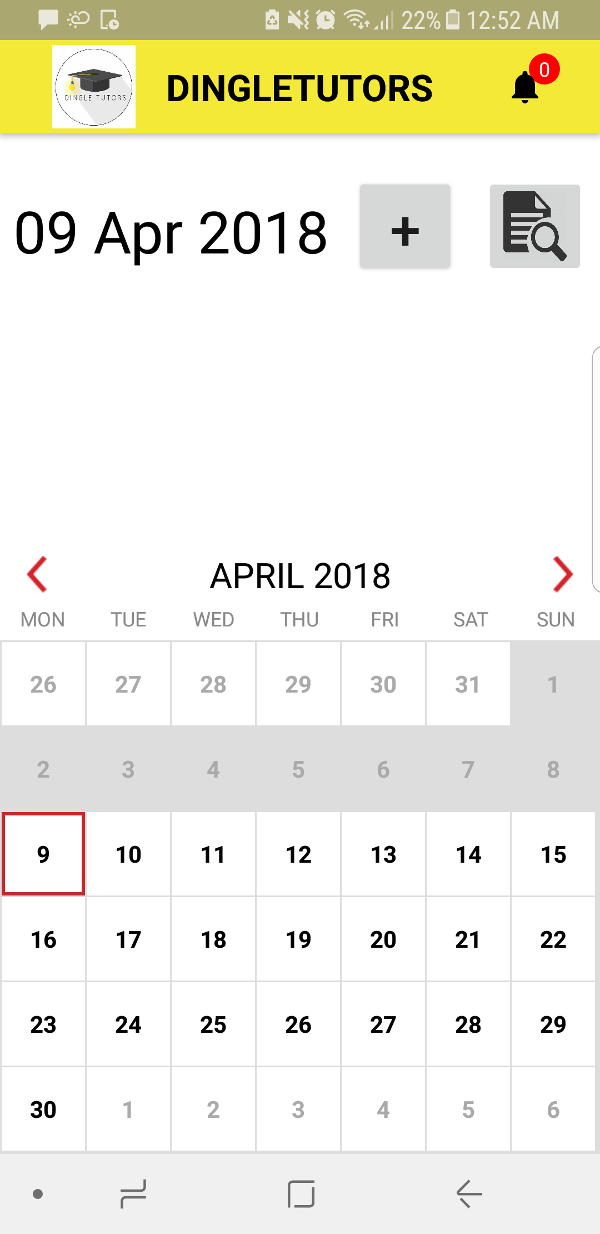 22% 12:52 AM
DINGLE TUTORS
DINGLETUTORS
0
09 Apr 2018
+
APRIL 2018
MON TUE WED THU FRI SAT SUN
26 27 28 29 30 31 1
2 3 4 5 6 7 8
9 10 11 12 13 14 15
16 17 18 19 20 21 22
23 24 25 26 27 28 29
30 1 2 3 4 5 6